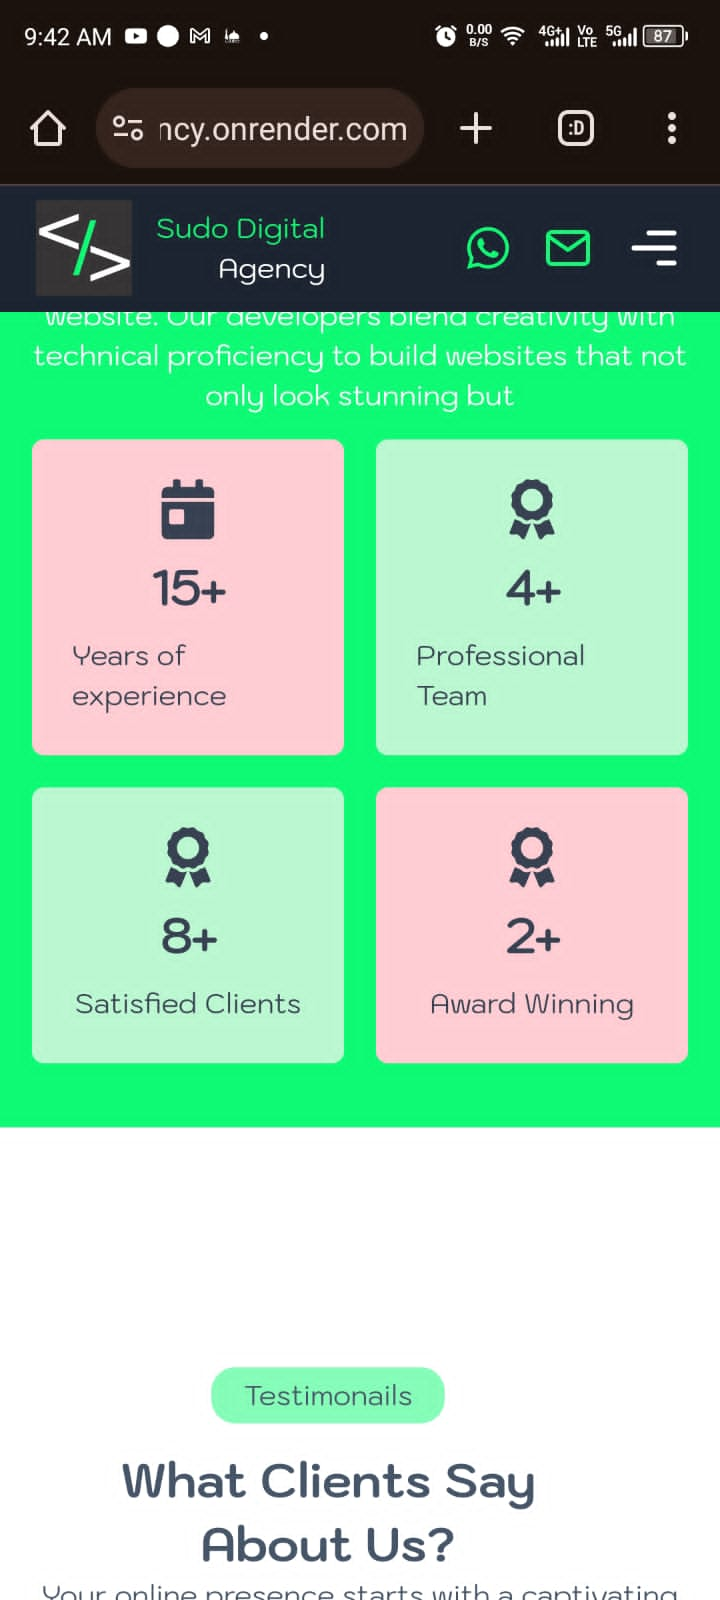 9:42 AM
0.00
B/S
4G+
Vo
LTE
5G
87
ncy.onrender.com
:D
</>
Sudo Digital
Agency
website. Our developers blend creativity with
technical proficiency to build websites that not
only look stunning but
15+
Years of
experience
4+
Professional
Team
8+
Satisfied Clients
2+
Award Winning
Testimonails
What Clients Say
About Us?
Your online presence starts with a captivating